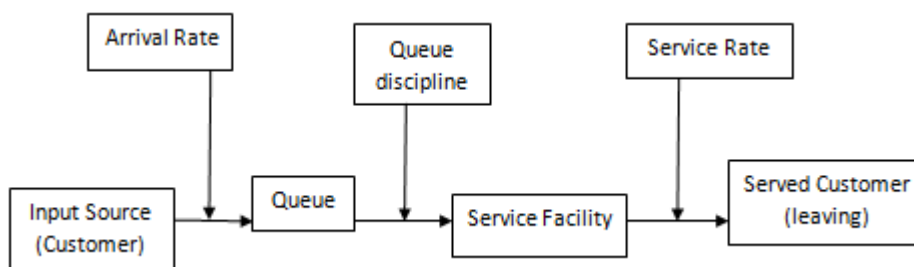 Arrival Rate
Queue
discipline
Service Rate
Input Source
(Customer)
Queue
Service Facility
Served Customer
(leaving)